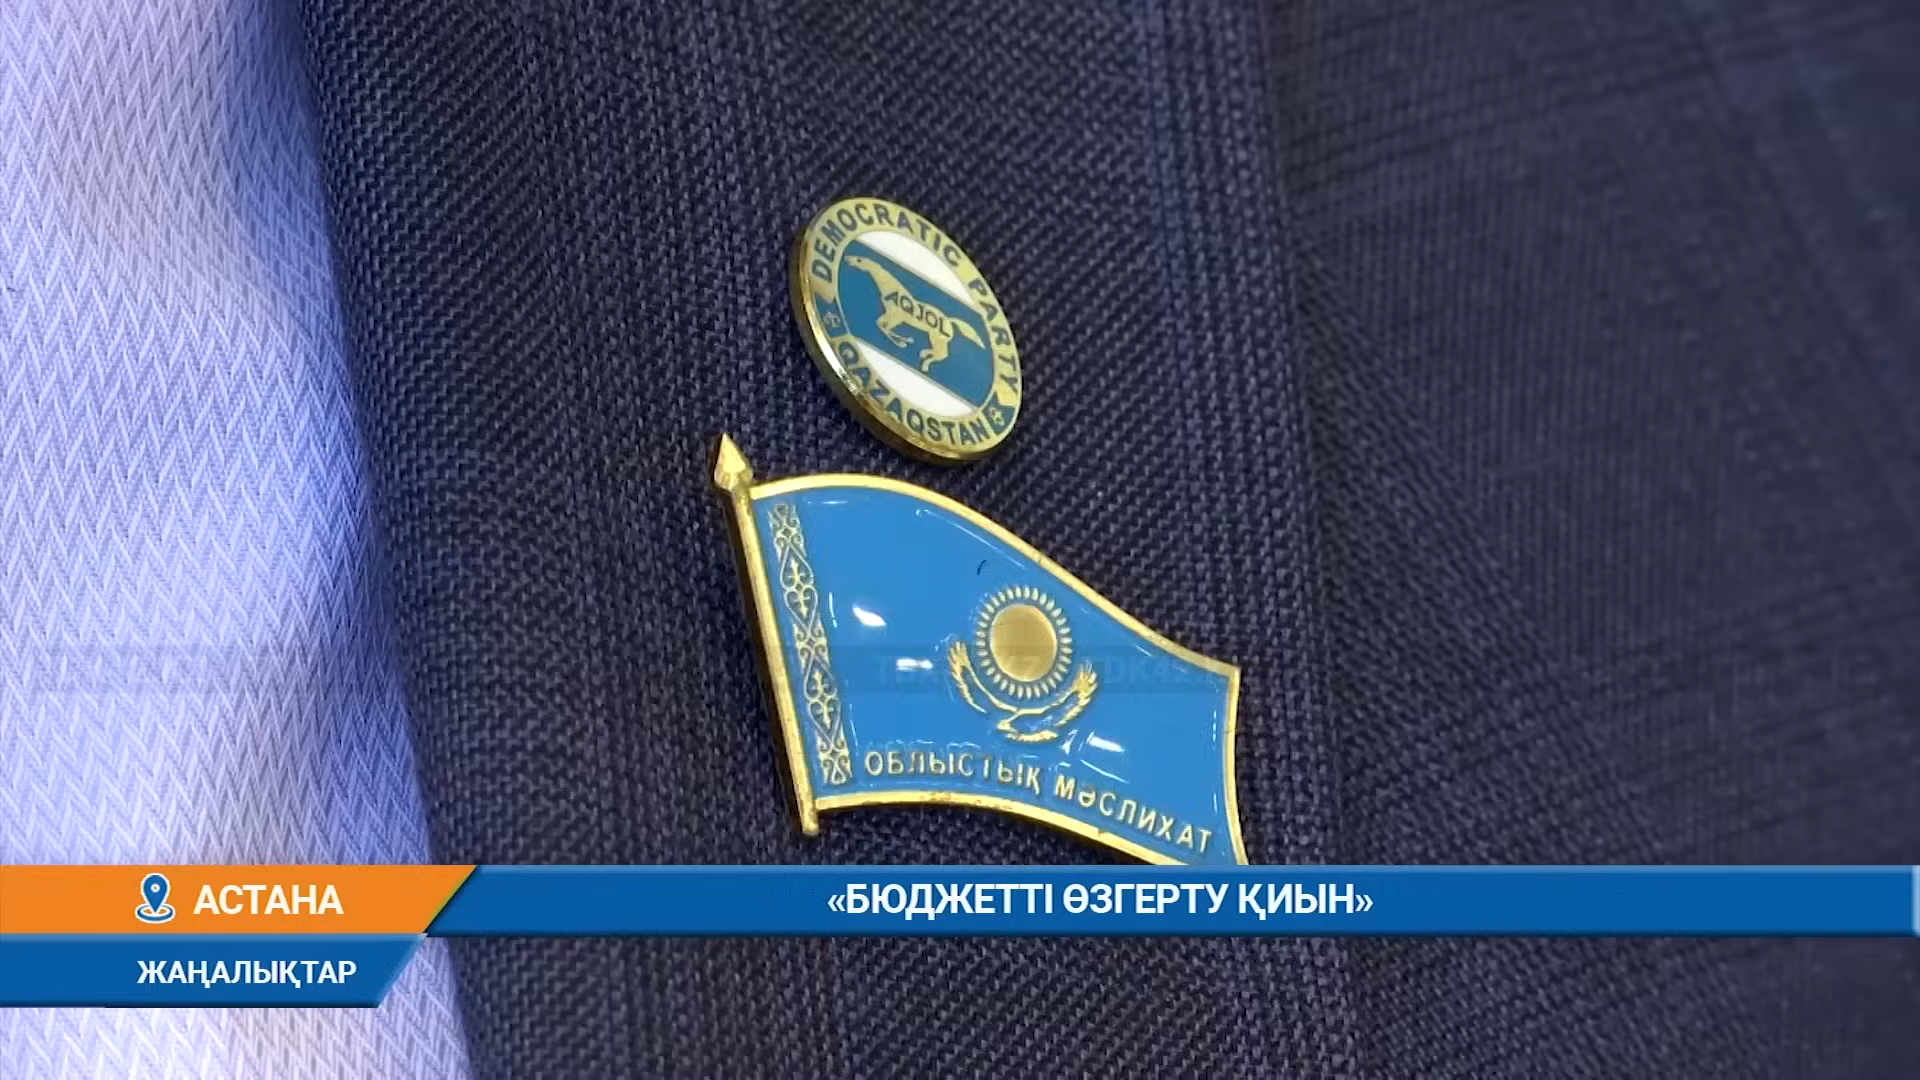 DEMOCRATIC PARTY
AQJOL
QAZAQSTAN
ОБЛЫСТЫҚ МӘСЛИХАТ
АСТАНА
«БЮДЖЕТТІ ӨЗГЕРТУ ҚИЫН»
ЖАҢАЛЫҚТАР